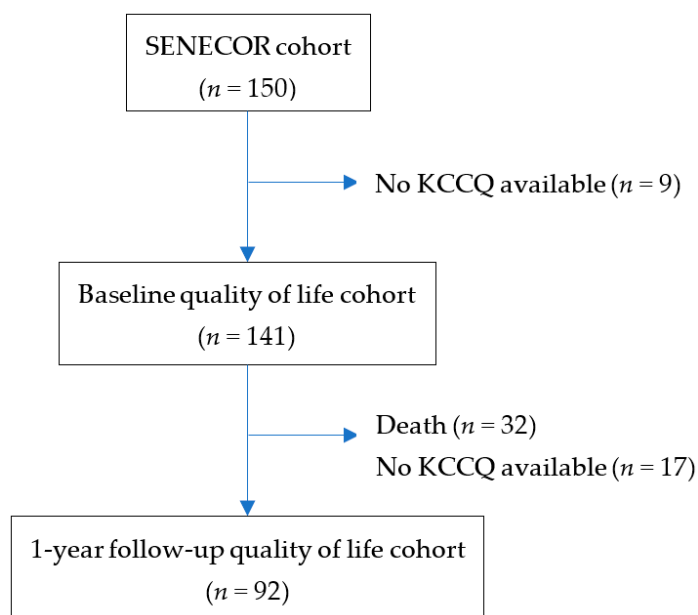 SENECOR cohort
(n = 150)
No KCCQ available (n = 9)
Baseline quality of life cohort
(n = 141)
Death (n = 32)
No KCCQ available (n = 17)
1-year follow-up quality of life cohort
(n = 92)